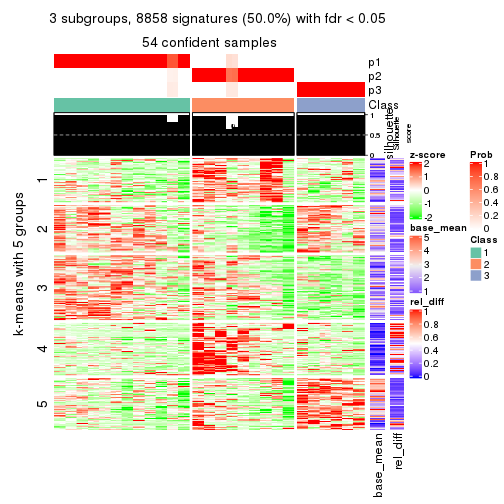 3 subgroups, 8858 signatures (50.0%) with fdr < 0.05
54 confident samples
p1
p2
p3
Class
silhouette
Silhouette
score
1
0.5
0
k-means with 5 groups
1
2
3
4
5
base_mean
rel_diff
z-score
2
1
0
-1
-2
base_mean
5
4
3
2
1
rel_diff
1
0.8
0.6
0.4
0.2
0
Prob
1
0.8
0.6
0.4
0.2
0
Class
1
2
3